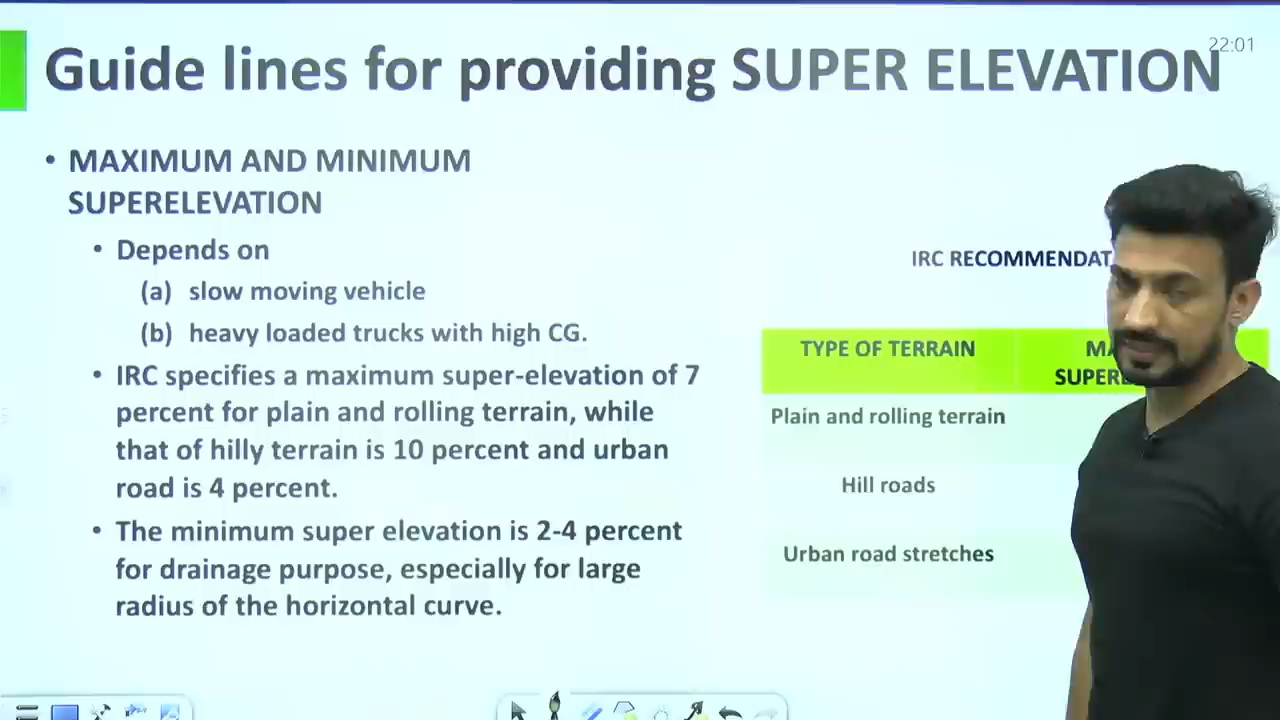 Guide lines for providing SUPER ELEVATION
22:01
• MAXIMUM AND MINIMUM
SUPERELEVATION
• Depends on
(a) slow moving vehicle
(b) heavy loaded trucks with high CG.
• IRC specifies a maximum super-elevation of 7
percent for plain and rolling terrain, while
that of hilly terrain is 10 percent and urban
road is 4 percent.
• The minimum super elevation is 2-4 percent
for drainage purpose, especially for large
radius of the horizontal curve.
IRC
TYPE OF TERRAIN
Plain and rolling terrain
Hill roads
Urban road stretches